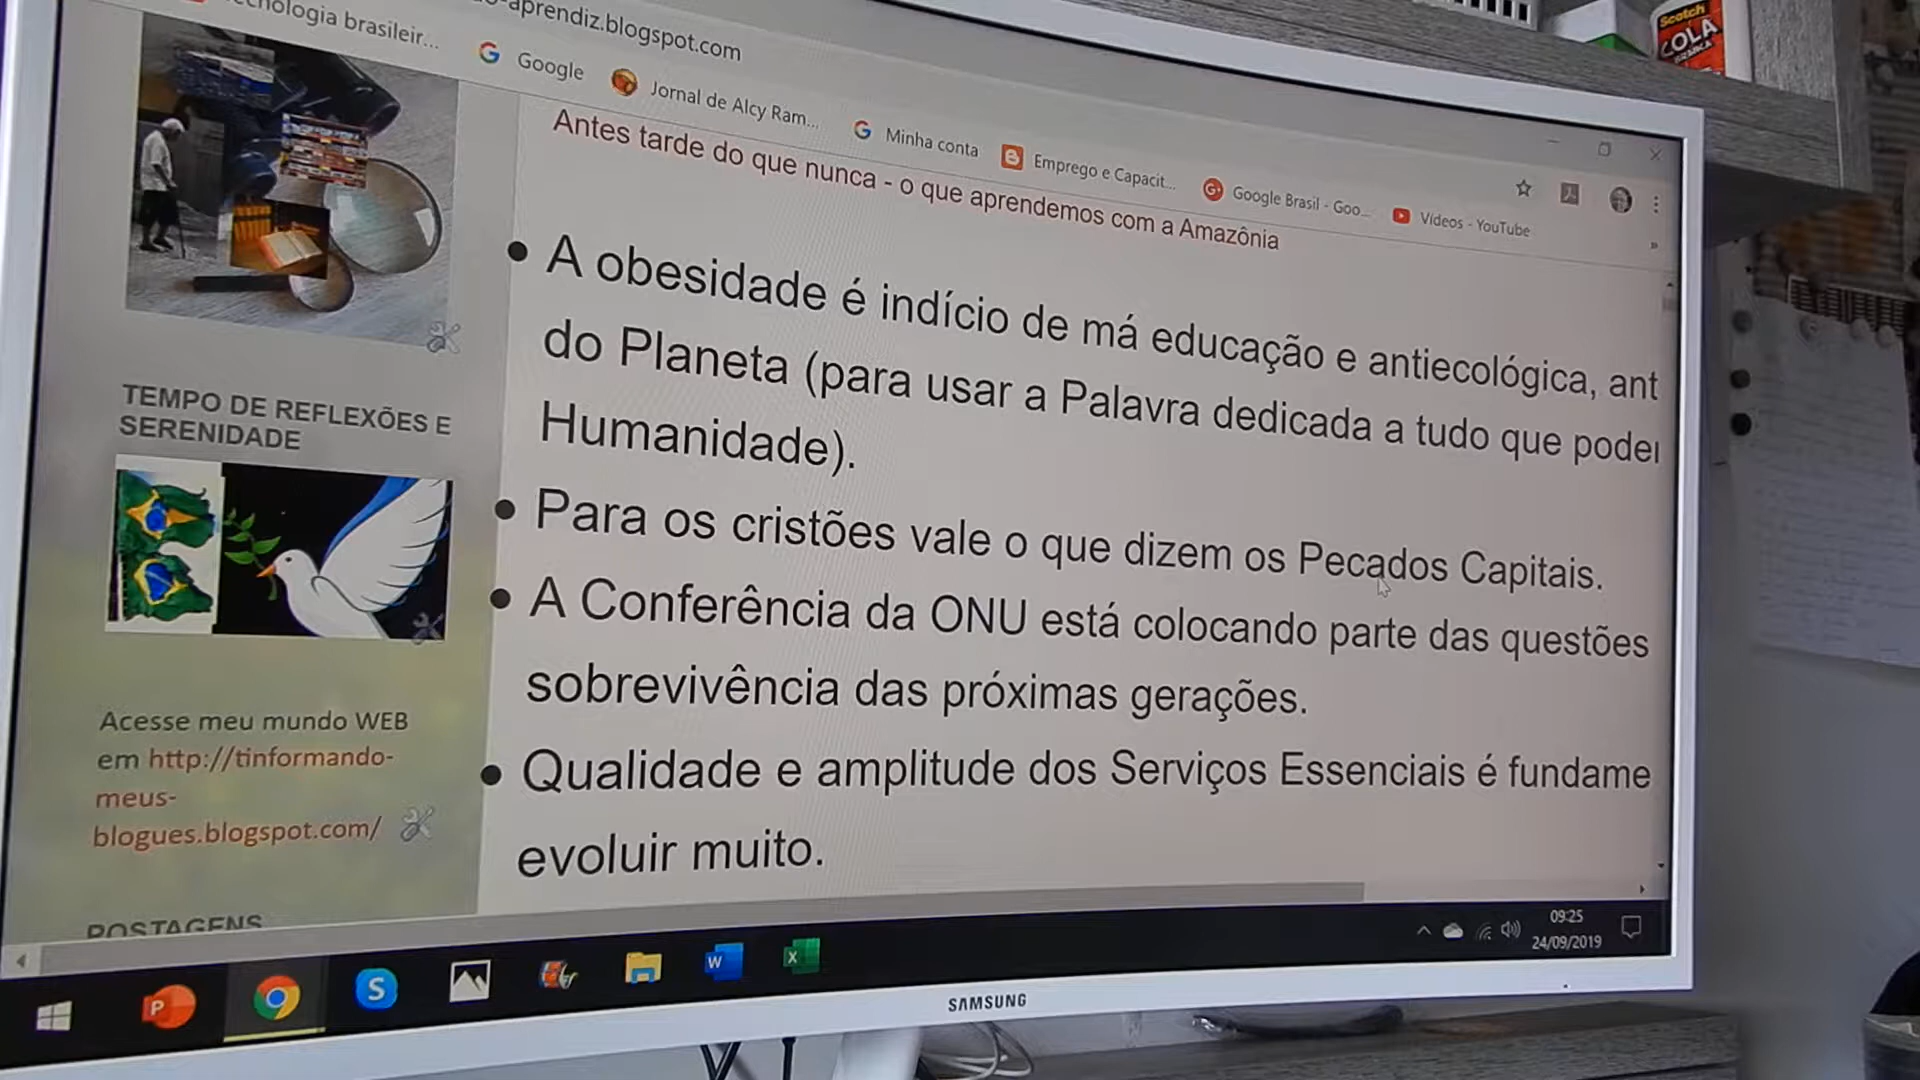 -aprendiz.blogspot.com
tecnologia brasileir...
Google
Jornal de Alcy Ram...
Minha conta
Emprego e Capacit...
Google Brasil - Goo...
Vídeos - YouTube
Antes tarde do que nunca - o que aprendemos com a Amazônia
A obesidade é indício de má educação e antiecológica, ant
do Planeta (para usar a Palavra dedicada a tudo que poder
Humanidade).
Para os cristões vale o que dizem os Pecados Capitais.
A Conferência da ONU está colocando parte das questões
sobrevivência das próximas gerações.
Qualidade e amplitude dos Serviços Essenciais é fundame
evoluir muito.
TEMPO DE REFLEXÕES E
SERENIDADE
Acesse meu mundo WEB
em http://tinformando-
meus-
blogues.blogspot.com/
POSTAGENS
09:25
24/09/2019
SAMSUNG
Scotch
COLA